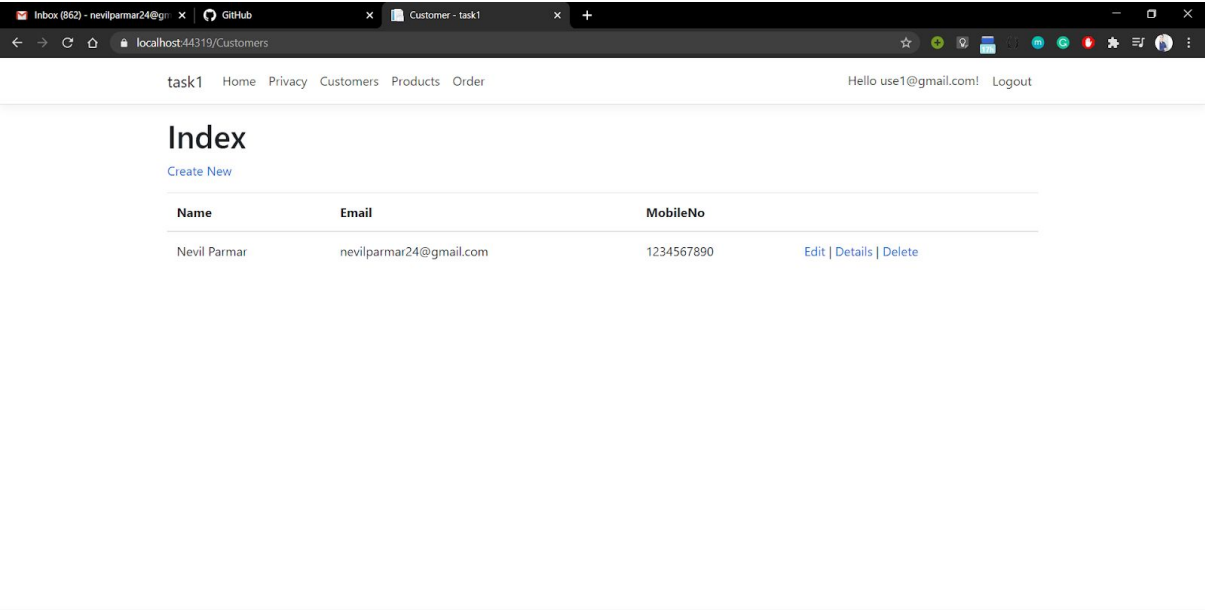 Inbox (862) - nevilparmar24@gm GitHub Customer - task1
localhost:44319/Customers
17h m G
task1 Home Privacy Customers Products Order Hello use1@gmail.com! Logout
Index
Create New
Name Email MobileNo
Nevil Parmar nevilparmar24@gmail.com 1234567890 Edit | Details | Delete